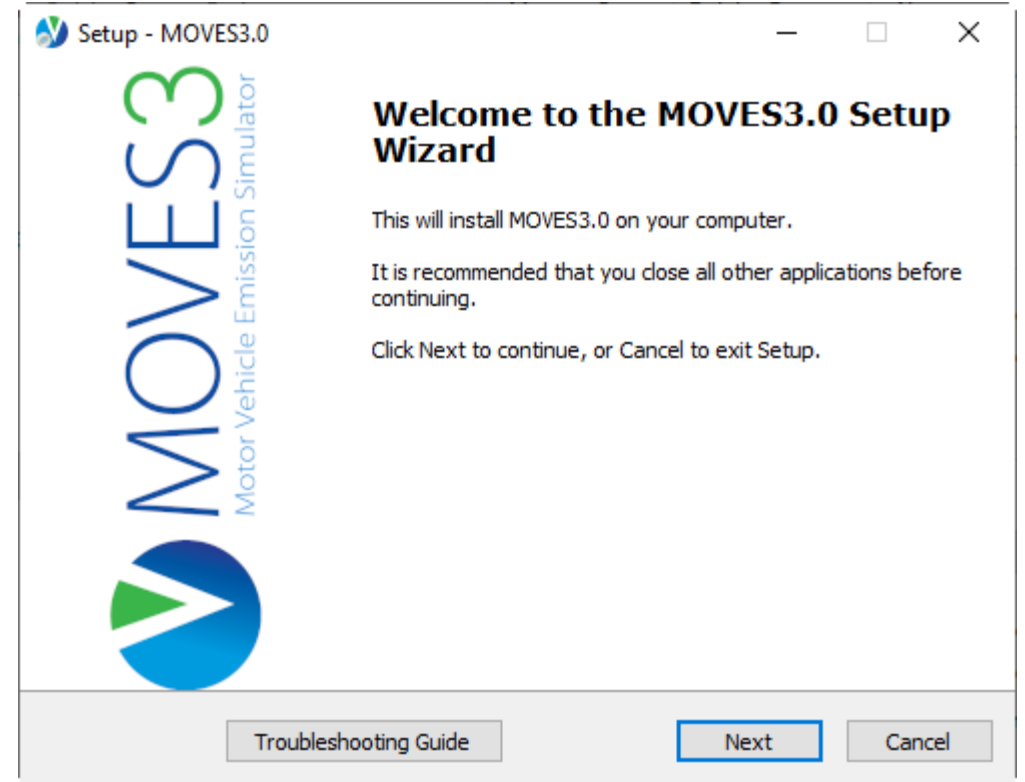 Setup - MOVES3.0
MOVES3
Motor Vehicle Emission Simulator
Welcome to the MOVES3.0 Setup
Wizard
This will install MOVES3.0 on your computer.
It is recommended that you close all other applications before
continuing.
Click Next to continue, or Cancel to exit Setup.
Troubleshooting Guide
Next
Cancel